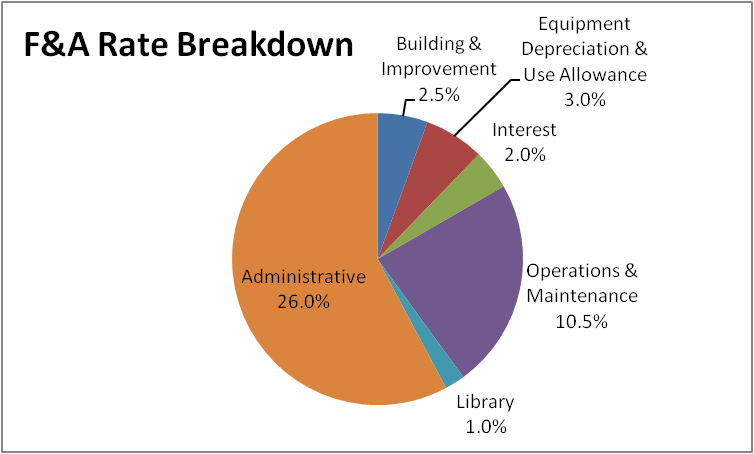 F&A Rate Breakdown
Building &
Improvement
2.5%
Equipment
Depreciation &
Use Allowance
3.0%
Interest
2.0%
Operations &
Maintenance
10.5%
Library
1.0%
Administrative
26.0%